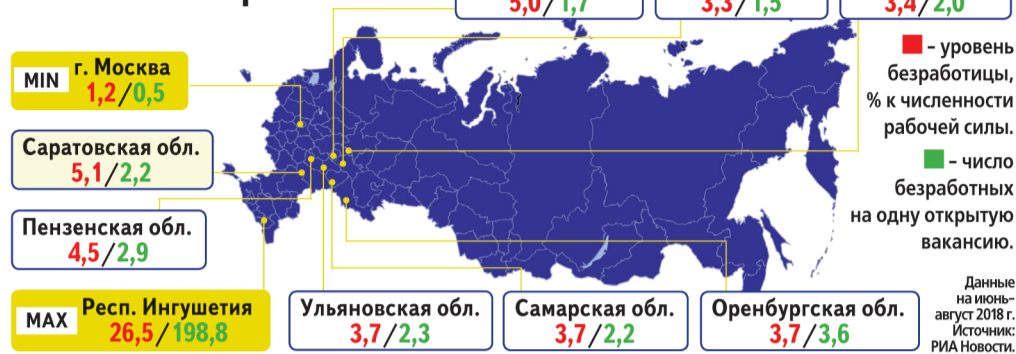 5,0/1,7
3,3/1,5
3,4/2,0
MIN г. Москва
1,2/0,5
Саратовская обл.
5,1/2,2
Пензенская обл.
4,5/2,9
MAX Респ. Ингушетия
26,5/198,8
Ульяновская обл.
3,7/2,3
Самарская обл.
3,7/2,2
Оренбургская обл.
3,7/3,6
– уровень
безработицы,
% к численности
рабочей силы.
– число
безработных
на одну открытую
вакансию.
Данные
на июнь–
август 2018 г.
Источник:
РИА Новости.